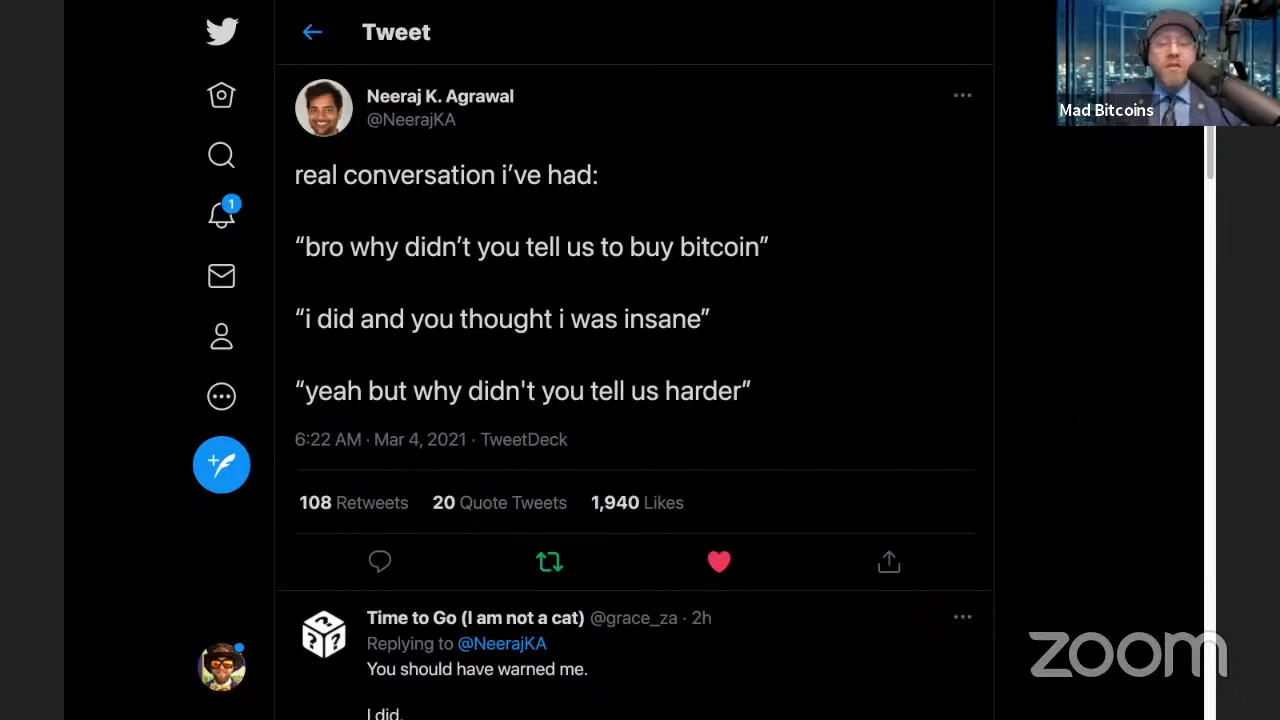 Tweet
Mad Bitcoins
Neeraj K. Agrawal
@NeerajKA
1
real conversation i’ve had:
“bro why didn’t you tell us to buy bitcoin”
“i did and you thought i was insane”
“yeah but why didn't you tell us harder”
6:22 AM · Mar 4, 2021 · TweetDeck
108 Retweets 20 Quote Tweets 1,940 Likes
Time to Go (I am not a cat) @grace_za · 2h
Replying to @NeerajKA
You should have warned me.
I did.
zoom